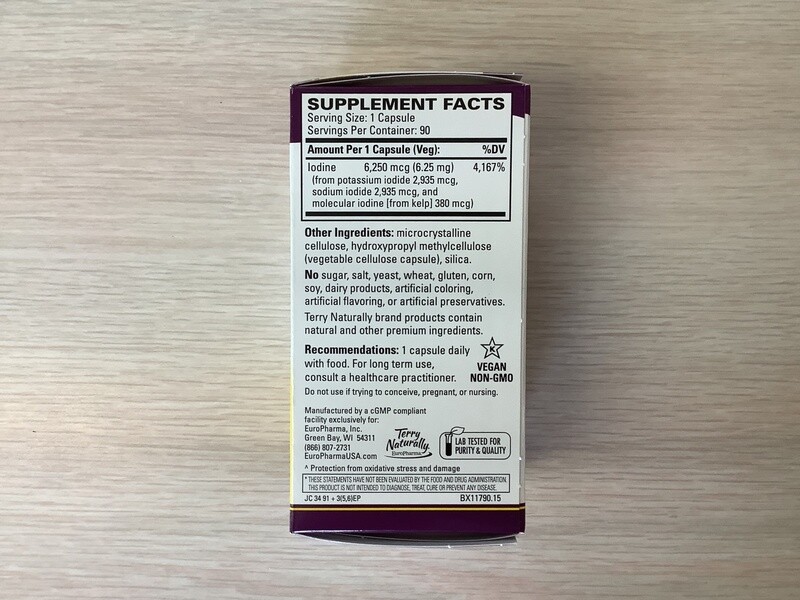 SUPPLEMENT FACTS
Serving Size: 1 Capsule
Servings Per Container: 90
Amount Per 1 Capsule (Veg): %DV
Iodine 6,250 mcg (6.25 mg) 4,167%
(from potassium iodide 2,935 mcg,
sodium iodide 2,935 mcg, and
molecular iodine [from kelp] 380 mcg)
Other Ingredients: microcrystalline
cellulose, hydroxypropyl methylcellulose
(vegetable cellulose capsule), silica.
No sugar, salt, yeast, wheat, gluten, corn,
soy, dairy products, artificial coloring,
artificial flavoring, or artificial preservatives.
Terry Naturally brand products contain
natural and other premium ingredients.
Recommendations: 1 capsule daily
with food. For long term use,
consult a healthcare practitioner.
K
VEGAN
NON-GMO
Do not use if trying to conceive, pregnant, or nursing.
Manufactured by a cGMP compliant
facility exclusively for:
EuroPharma, Inc.
Green Bay, WI 54311
(866) 807-2731
EuroPharmaUSA.com
Terry
Naturally.
EuroPharma
LAB TESTED FOR
PURITY & QUALITY
^ Protection from oxidative stress and damage
* THESE STATEMENTS HAVE NOT BEEN EVALUATED BY THE FOOD AND DRUG ADMINISTRATION.
THIS PRODUCT IS NOT INTENDED TO DIAGNOSE, TREAT, CURE OR PREVENT ANY DISEASE.
JC 34 91 + 3(5,6)EP BX11790.15